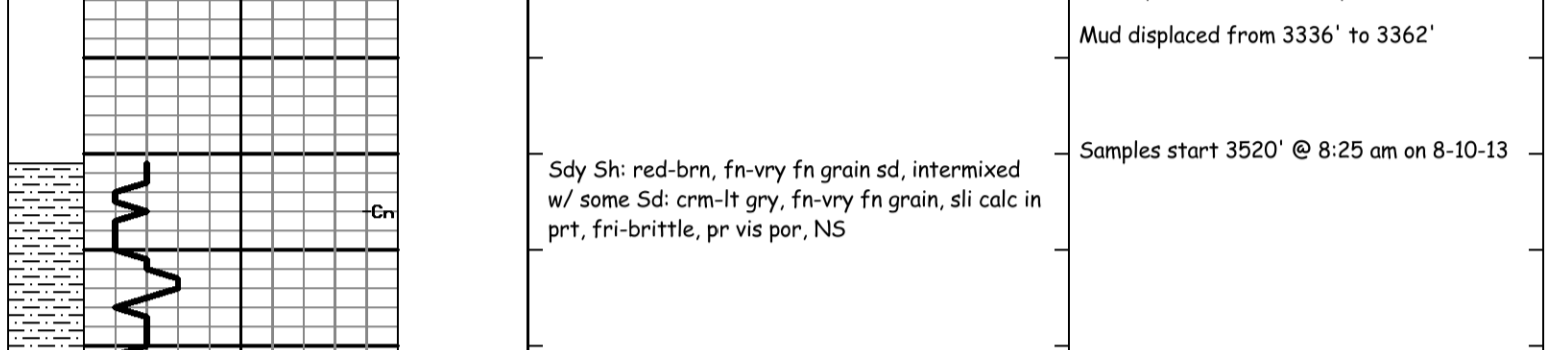 Mud displaced from 3336' to 3362'
Samples start 3520' @ 8:25 am on 8-10-13
Sdy Sh: red-brn, fn-vry fn grain sd, intermixed
w/ some Sd: crm-lt gry, fn-vry fn grain, sli calc in
prt, fri-brittle, pr vis por, NS
Cn